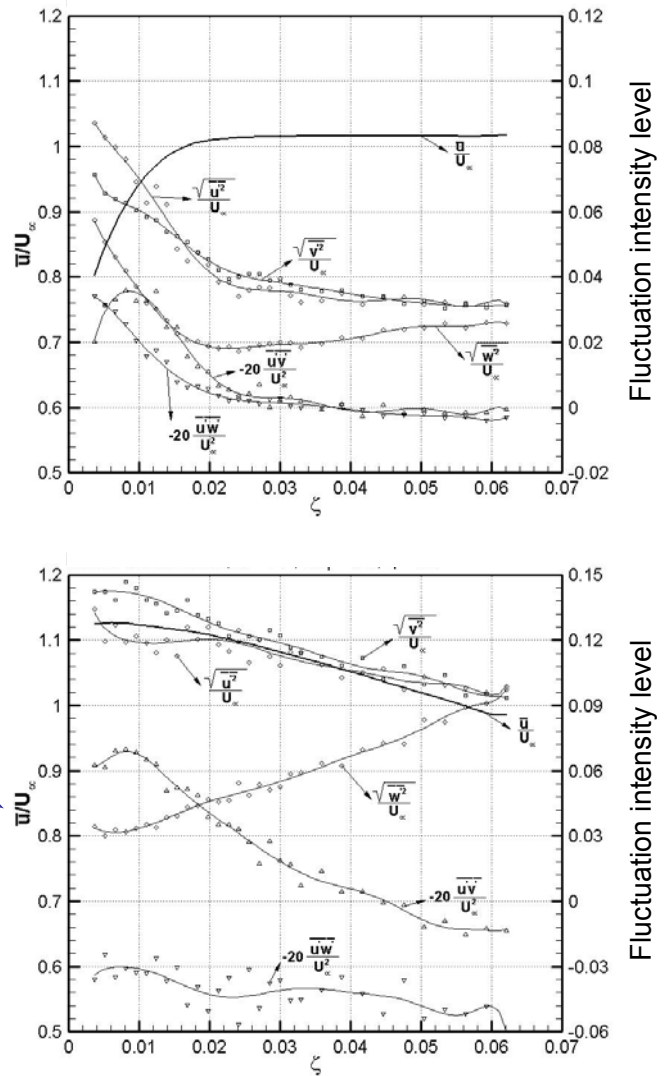 1.2
1.1
1
0.9
0.8
0.7
0.6
0.5
u̅/U∝
0.12
0.1
0.08
0.06
0.04
0.02
0
-0.02
Fluctuation intensity level
u̅/U∝
√u'²/U∝
√v'²/U∝
√w'²/U∝
-20 u'v'/U²∝
-20 u'w'/U²∝
0 0.01 0.02 0.03 0.04 0.05 0.06 0.07
ζ
1.2
1.1
1
0.9
0.8
0.7
0.6
0.5
u̅/U∝
0.15
0.12
0.09
0.06
0.03
0
-0.03
-0.06
Fluctuation intensity level
√v'²/U∝
√u'²/U∝
u̅/U∝
√w'²/U∝
-20 u'v'/U²∝
-20 u'w'/U²∝
0 0.01 0.02 0.03 0.04 0.05 0.06 0.07
ζ